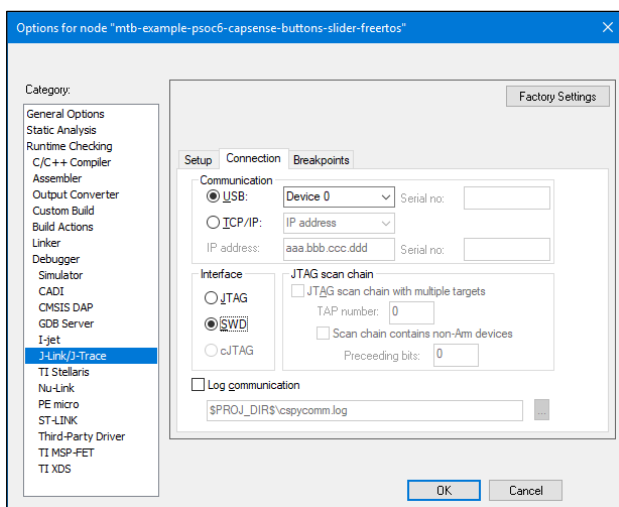 Options for node "mtb-example-psoc6-capsense-buttons-slider-freertos"
Category:
General Options
Static Analysis
Runtime Checking
C/C++ Compiler
Assembler
Output Converter
Custom Build
Build Actions
Linker
Debugger
Simulator
CADI
CMSIS DAP
GDB Server
I-jet
J-Link/J-Trace
TI Stellaris
Nu-Link
PE micro
ST-LINK
Third-Party Driver
TI MSP-FET
TI XDS
Factory Settings
Setup Connection Breakpoints
Communication
USB: Device 0 Serial no:
TCP/IP: IP address
IP address: aaa.bbb.ccc.ddd Serial no:
Interface
JTAG
SWD
cJTAG
JTAG scan chain
JTAG scan chain with multiple targets
TAP number: 0
Scan chain contains non-Arm devices
Preceeding bits: 0
Log communication
$PROJ_DIR$\cspycomm.log ...
OK Cancel